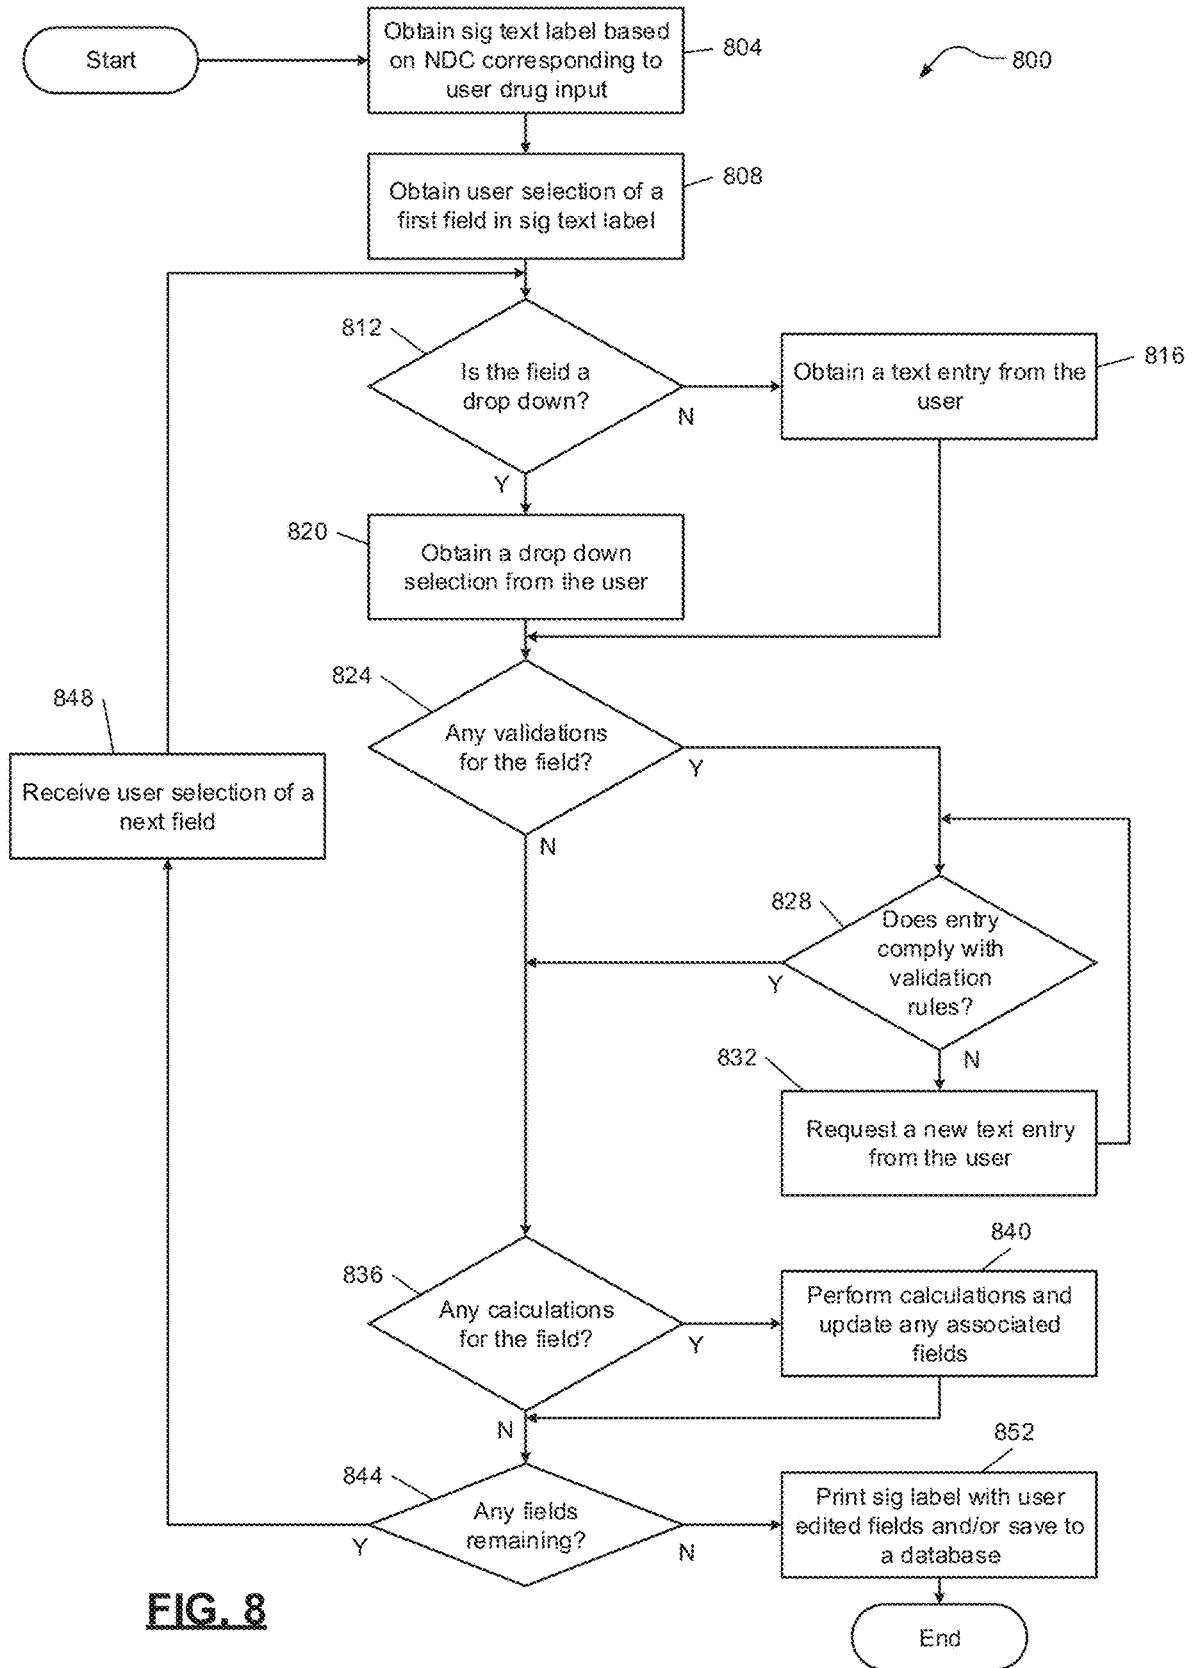 Start
Obtain sig text label based
on NDC corresponding to
user drug input
804
800
Obtain user selection of a
first field in sig text label
808
812
Is the field a
drop down?
N
Y
Obtain a text entry from the
user
816
820
Obtain a drop down
selection from the user
824
Any validations
for the field?
Y
N
848
Receive user selection of a
next field
828
Does entry
comply with
validation
rules?
Y
N
832
Request a new text entry
from the user
836
Any calculations
for the field?
Y
N
840
Perform calculations and
update any associated
fields
844
Any fields
remaining?
Y
N
852
Print sig label with user
edited fields and/or save to
a database
End
FIG. 8